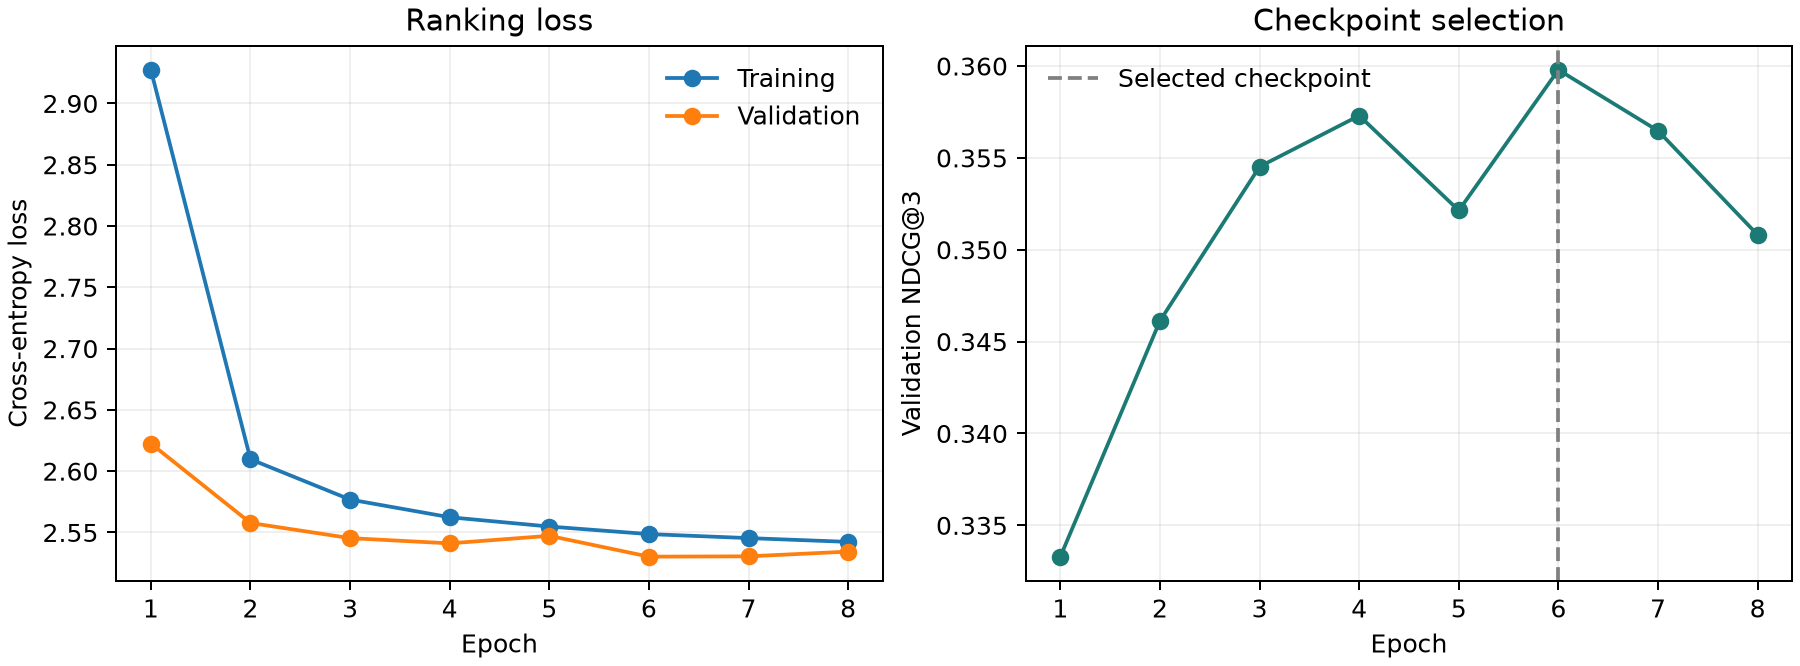 Ranking loss
Training
Validation
Cross-entropy loss
2.90
2.85
2.80
2.75
2.70
2.65
2.60
2.55
1 2 3 4 5 6 7 8
Epoch
Checkpoint selection
Selected checkpoint
Validation NDCG@3
0.360
0.355
0.350
0.345
0.340
0.335
1 2 3 4 5 6 7 8
Epoch